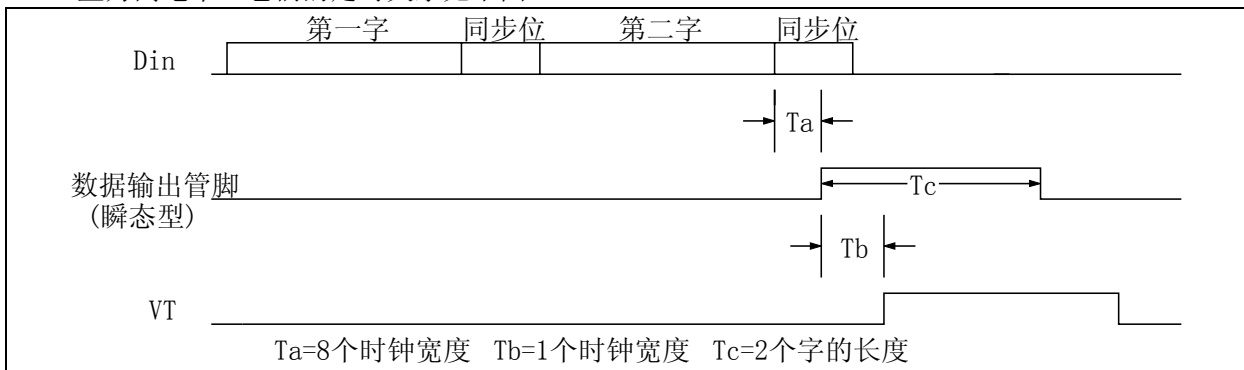 第一字 同步位 第二字 同步位
Din
Ta
数据输出管脚
(瞬态型)
Tc
Tb
VT
Ta=8个时钟宽度 Tb=1个时钟宽度 Tc=2个字的长度